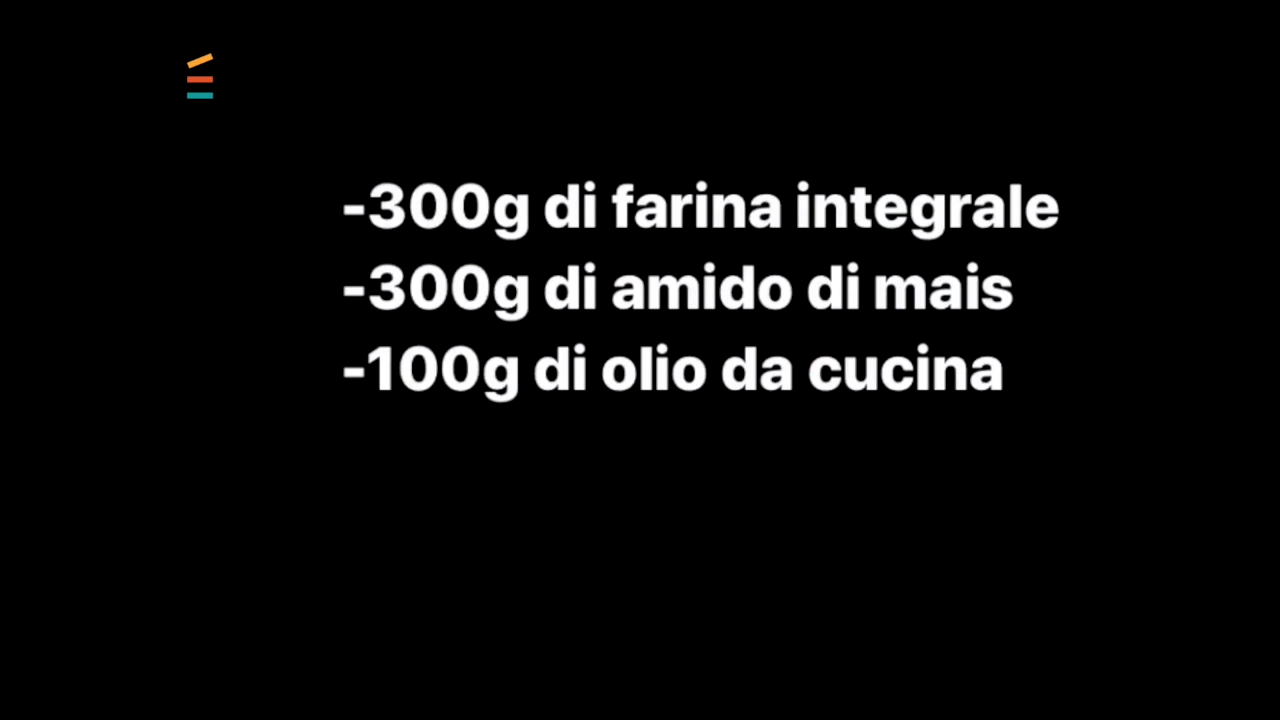 -300g di farina integrale
-300g di amido di mais
-100g di olio da cucina